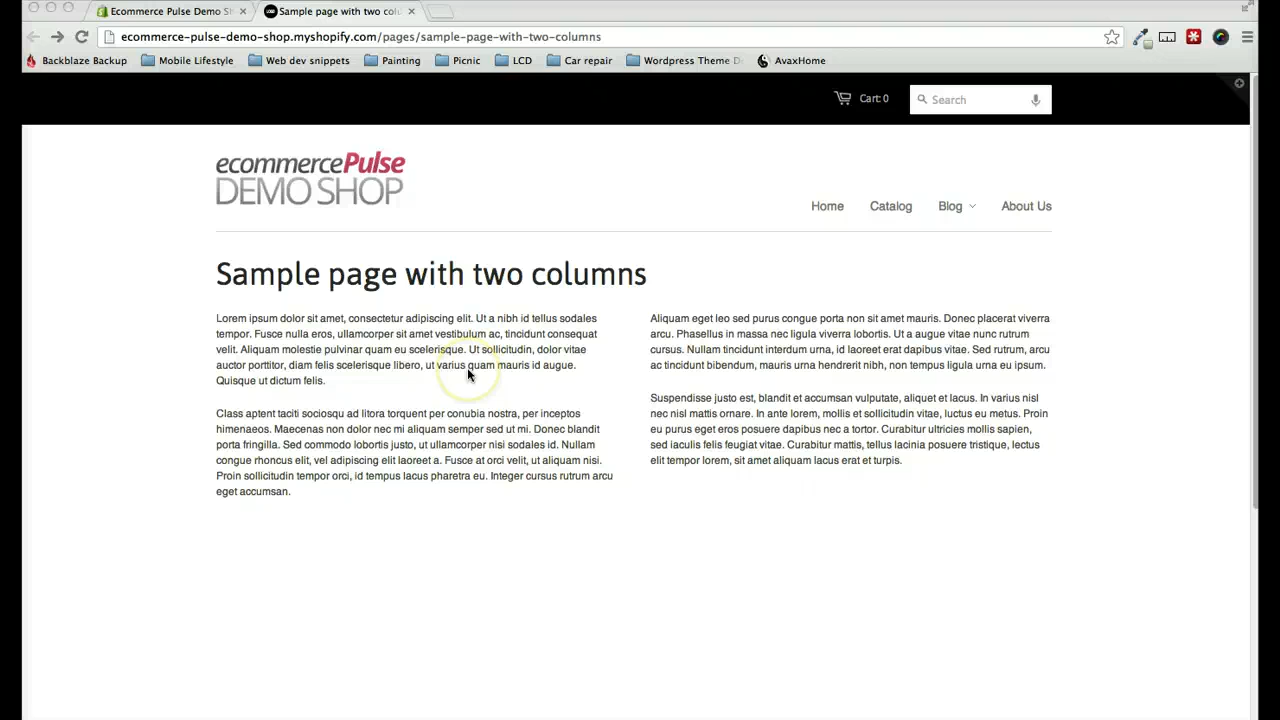 Ecommerce Pulse Demo Sh
Sample page with two colu
ecommerce-pulse-demo-shop.myshopify.com/pages/sample-page-with-two-columns
Backblaze Backup Mobile Lifestyle Web dev snippets Painting Picnic LCD Car repair Wordpress Theme D AvaxHome
Cart: 0 Search
ecommercePulse
DEMO SHOP
Home Catalog Blog About Us
Sample page with two columns
Lorem ipsum dolor sit amet, consectetur adipiscing elit. Ut a nibh id tellus sodales
tempor. Fusce nulla eros, ullamcorper sit amet vestibulum ac, tincidunt consequat
velit. Aliquam molestie pulvinar quam eu scelerisque. Ut sollicitudin, dolor vitae
auctor porttitor, diam felis scelerisque libero, ut varius quam mauris id augue.
Quisque ut dictum felis.
Class aptent taciti sociosqu ad litora torquent per conubia nostra, per inceptos
himenaeos. Maecenas non dolor nec mi aliquam semper sed ut mi. Donec blandit
porta fringilla. Sed commodo lobortis justo, ut ullamcorper nisi sodales id. Nullam
congue rhoncus elit, vel adipiscing elit laoreet a. Fusce at orci velit, ut aliquam nisi.
Proin sollicitudin tempor orci, id tempus lacus pharetra eu. Integer cursus rutrum arcu
eget accumsan.
Aliquam eget leo sed purus congue porta non sit amet mauris. Donec placerat viverra
arcu. Phasellus in massa nec ligula viverra lobortis. Ut a augue vitae nunc rutrum
cursus. Nullam tincidunt interdum urna, id laoreet erat dapibus vitae. Sed rutrum, arcu
ac tincidunt bibendum, mauris urna hendrerit nibh, non tempus ligula urna eu ipsum.
Suspendisse justo est, blandit et accumsan vulputate, aliquet et lacus. In varius nisl
nec nisl mattis ornare. In ante lorem, mollis et sollicitudin vitae, luctus eu metus. Proin
eu purus eget eros posuere dapibus nec a tortor. Curabitur ultricies mollis sapien,
sed iaculis felis feugiat vitae. Curabitur mattis, tellus lacinia posuere tristique, lectus
elit tempor lorem, sit amet aliquam lacus erat et turpis.